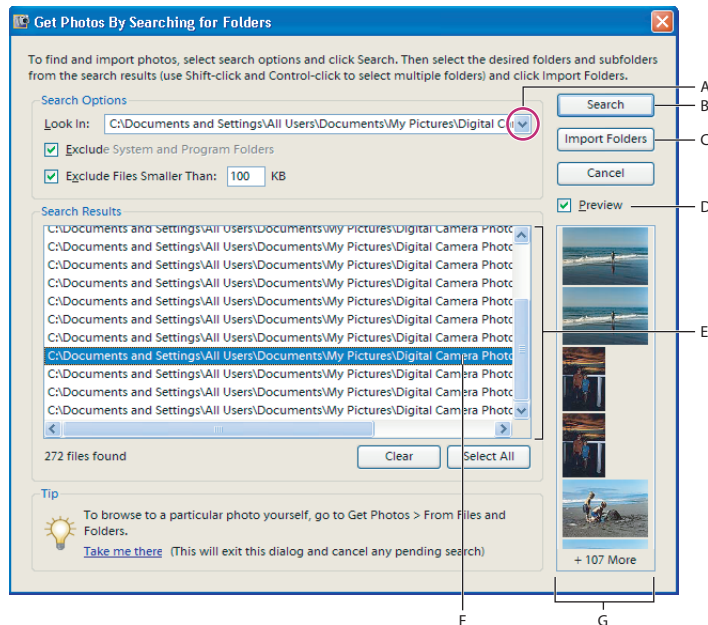 Get Photos By Searching for Folders
To find and import photos, select search options and click Search. Then select the desired folders and subfolders
from the search results (use Shift-click and Control-click to select multiple folders) and click Import Folders.
A
Search Options
Search
B
Look In: C:\Documents and Settings\All Users\Documents\My Pictures\Digital
Exclude System and Program Folders
Import Folders
C
Exclude Files Smaller Than: 100 KB
Cancel
Preview
D
Search Results
C:\Documents and Settings\All Users\Documents\My Pictures\Digital Camera Photo
C:\Documents and Settings\All Users\Documents\My Pictures\Digital Camera Photo
C:\Documents and Settings\All Users\Documents\My Pictures\Digital Camera Photo
C:\Documents and Settings\All Users\Documents\My Pictures\Digital Camera Photo
C:\Documents and Settings\All Users\Documents\My Pictures\Digital Camera Photo
C:\Documents and Settings\All Users\Documents\My Pictures\Digital Camera Photo
C:\Documents and Settings\All Users\Documents\My Pictures\Digital Camera Photo
E
C:\Documents and Settings\All Users\Documents\My Pictures\Digital Camera Photo
C:\Documents and Settings\All Users\Documents\My Pictures\Digital Camera Photo
C:\Documents and Settings\All Users\Documents\My Pictures\Digital Camera Photo
C:\Documents and Settings\All Users\Documents\My Pictures\Digital Camera Photo
272 files found
Clear
Select All
Tip
To browse to a particular photo yourself, go to Get Photos > From Files and
Folders.
Take me there (This will exit this dialog and cancel any pending search)
+ 107 More
F
G